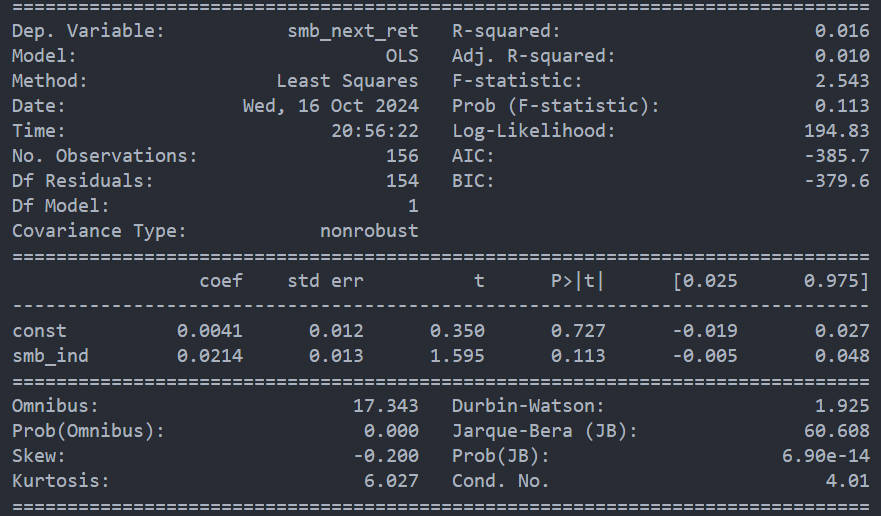 ==============================================================================
Dep. Variable:           smb_next_ret   R-squared:                       0.016
Model:                            OLS   Adj. R-squared:                  0.010
Method:                 Least Squares   F-statistic:                     2.543
Date:                Wed, 16 Oct 2024   Prob (F-statistic):              0.113
Time:                        20:56:22   Log-Likelihood:                 194.83
No. Observations:                 156   AIC:                            -385.7
Df Residuals:                     154   BIC:                            -379.6
Df Model:                           1
Covariance Type:            nonrobust
==============================================================================
                 coef    std err          t      P>|t|      [0.025      0.975]
------------------------------------------------------------------------------
const          0.0041      0.012      0.350      0.727      -0.019       0.027
smb_ind        0.0214      0.013      1.595      0.113      -0.005       0.048
==============================================================================
Omnibus:                       17.343   Durbin-Watson:                   1.925
Prob(Omnibus):                  0.000   Jarque-Bera (JB):               60.608
Skew:                          -0.200   Prob(JB):                     6.90e-14
Kurtosis:                       6.027   Cond. No.                         4.01
==============================================================================